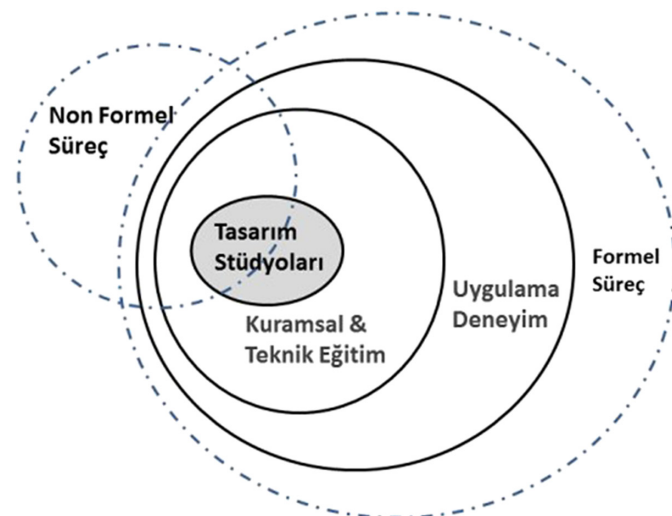 Non Formel
Süreç
Tasarım
Stüdyoları
Kuramsal &
Teknik Eğitim
Uygulama
Deneyim
Formel
Süreç